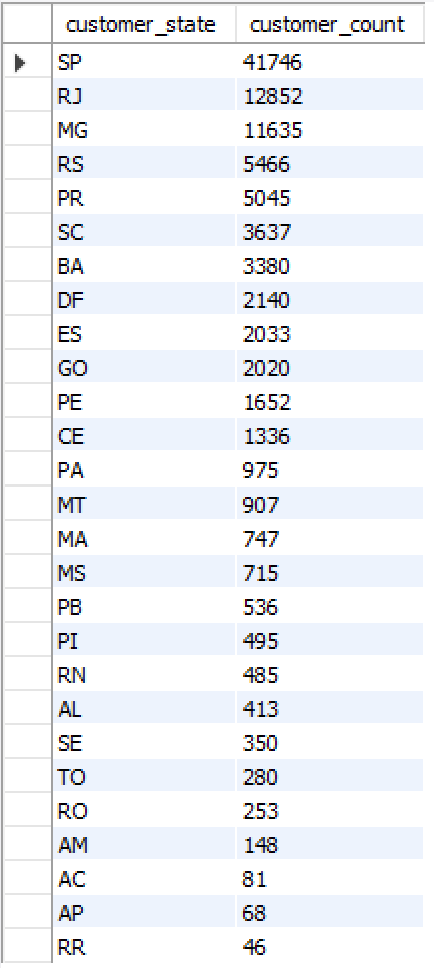 customer_state customer_count
SP 41746
RJ 12852
MG 11635
RS 5466
PR 5045
SC 3637
BA 3380
DF 2140
ES 2033
GO 2020
PE 1652
CE 1336
PA 975
MT 907
MA 747
MS 715
PB 536
PI 495
RN 485
AL 413
SE 350
TO 280
RO 253
AM 148
AC 81
AP 68
RR 46